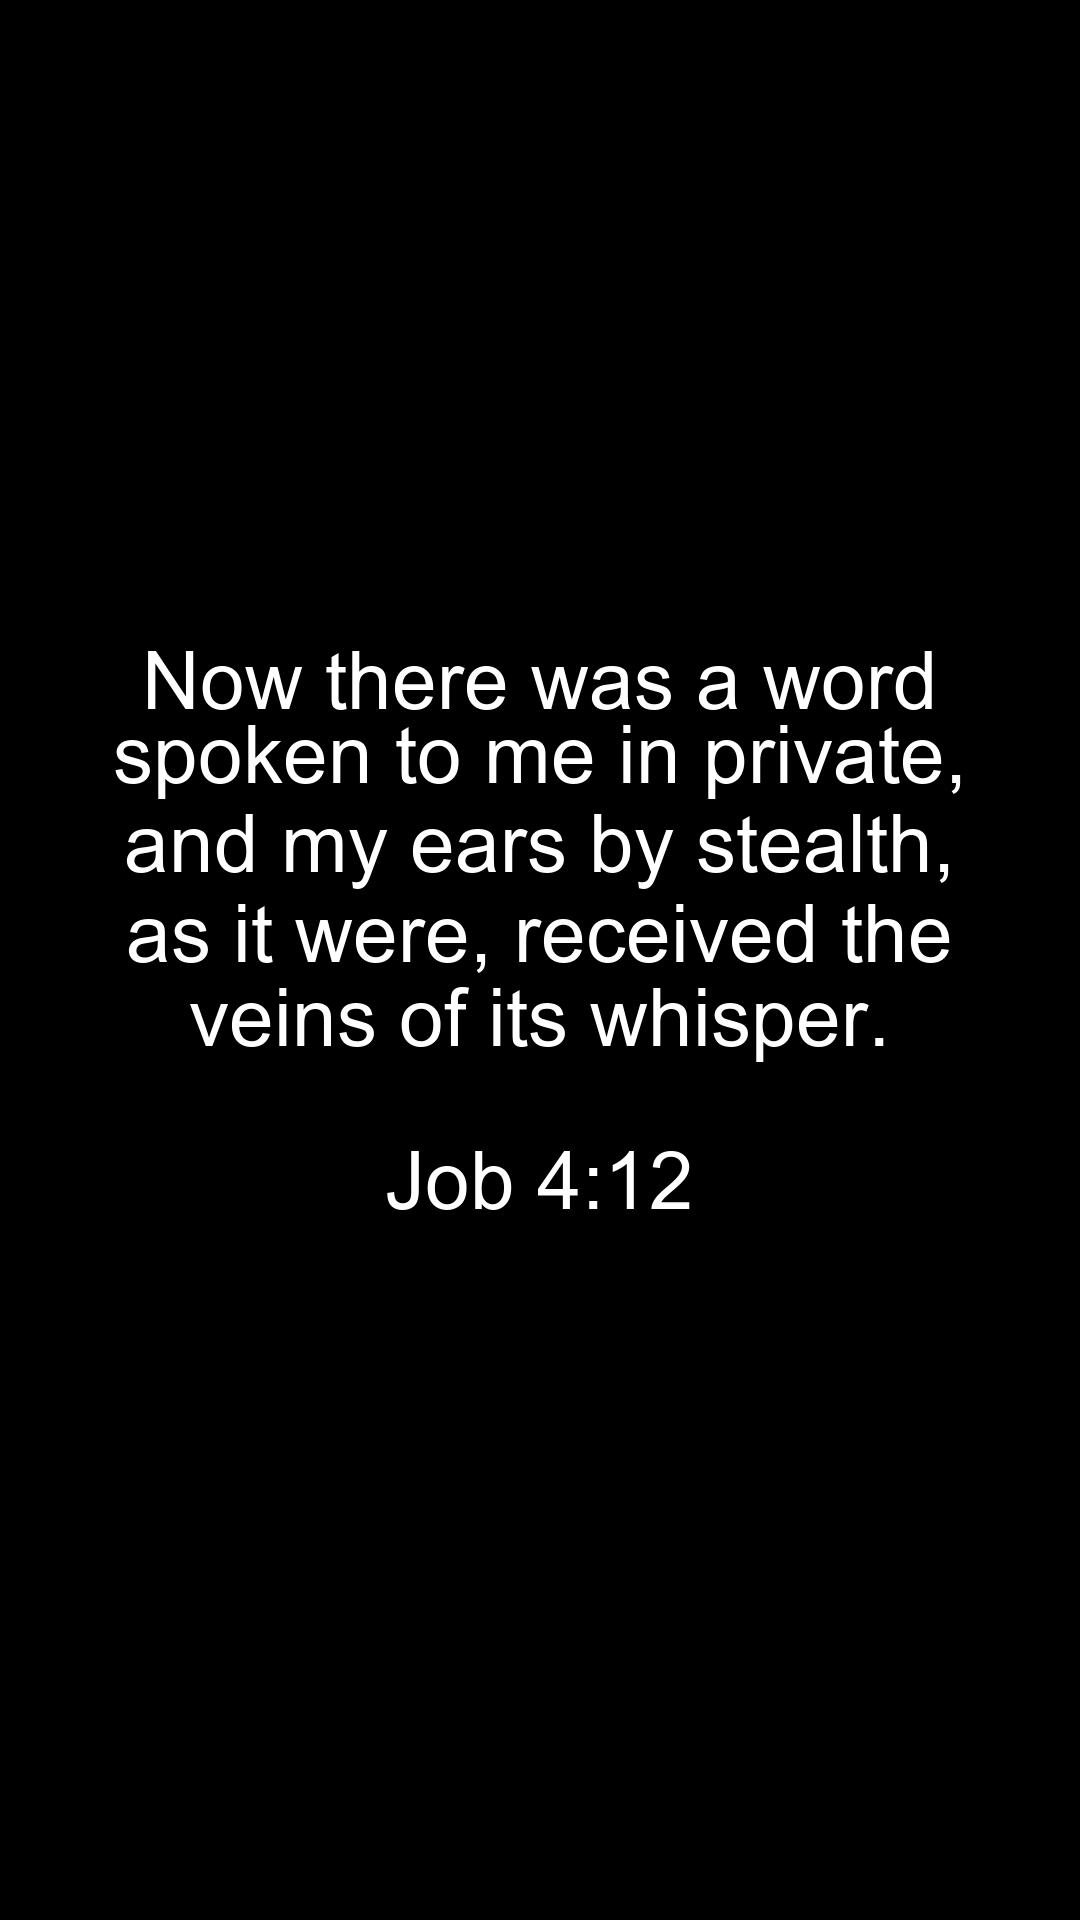 Now there was a word
spoken to me in private,
and my ears by stealth,
as it were, received the
veins of its whisper.
Job 4:12